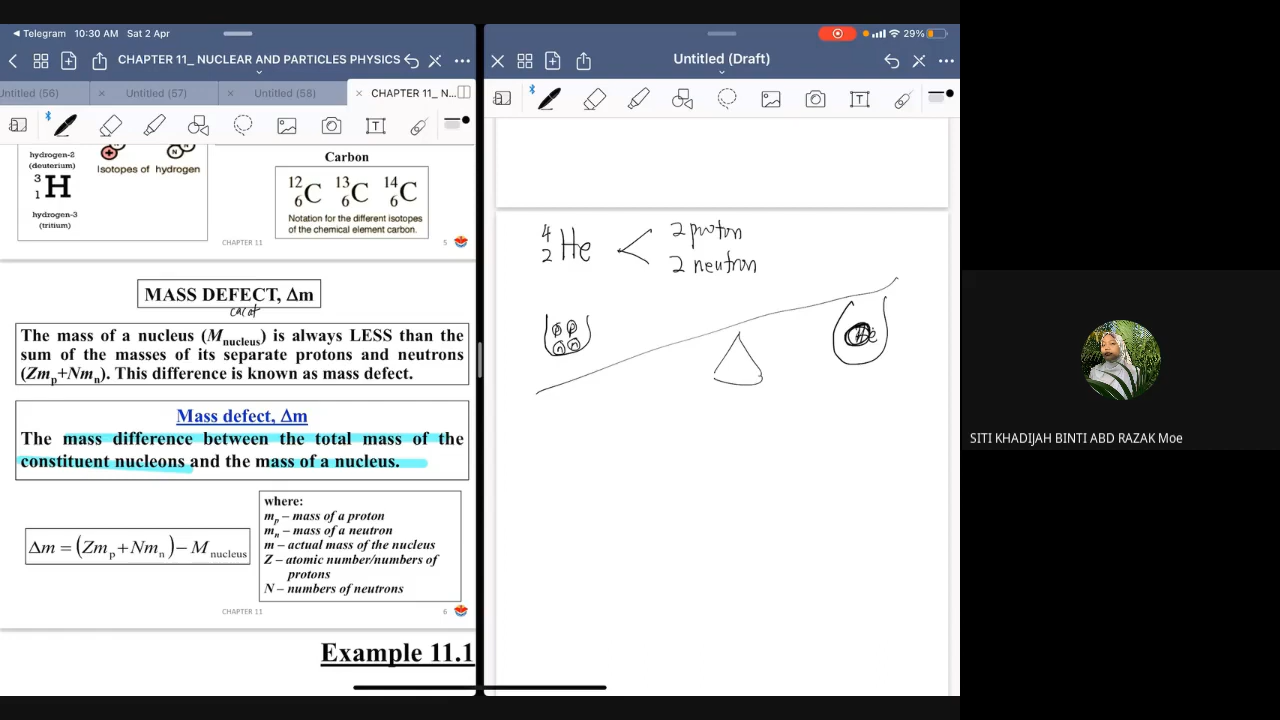 Telegram 10:30 AM Sat 2 Apr
29%
CHAPTER 11_ NUCLEAR AND PARTICLES PHYSICS
Untitled (Draft)
Untitled (56)
Untitled (57)
Untitled (58)
CHAPTER 11_ N...
T
T
hydrogen-2
(deuterium)
3
1 H
hydrogen-3
(tritium)
+
N N
Isotopes of hydrogen
Carbon
12 6 C 13 6 C 14 6 C
Notation for the different isotopes
of the chemical element carbon.
CHAPTER 11
5
MASS DEFECT, Δm
cacat
The mass of a nucleus (Mnucleus) is always LESS than the
sum of the masses of its separate protons and neutrons
(Zmp+Nmn). This difference is known as mass defect.
Mass defect, Δm
The mass difference between the total mass of the
constituent nucleons and the mass of a nucleus.
Δm = (Zmp + Nmn) − Mnucleus
where:
mp – mass of a proton
mn – mass of a neutron
m – actual mass of the nucleus
Z – atomic number/numbers of
protons
N – numbers of neutrons
CHAPTER 11
6
Example 11.1
4 2 He < 2 proton
2 neutron
p p
n n
He
SITI KHADIJAH BINTI ABD RAZAK Moe